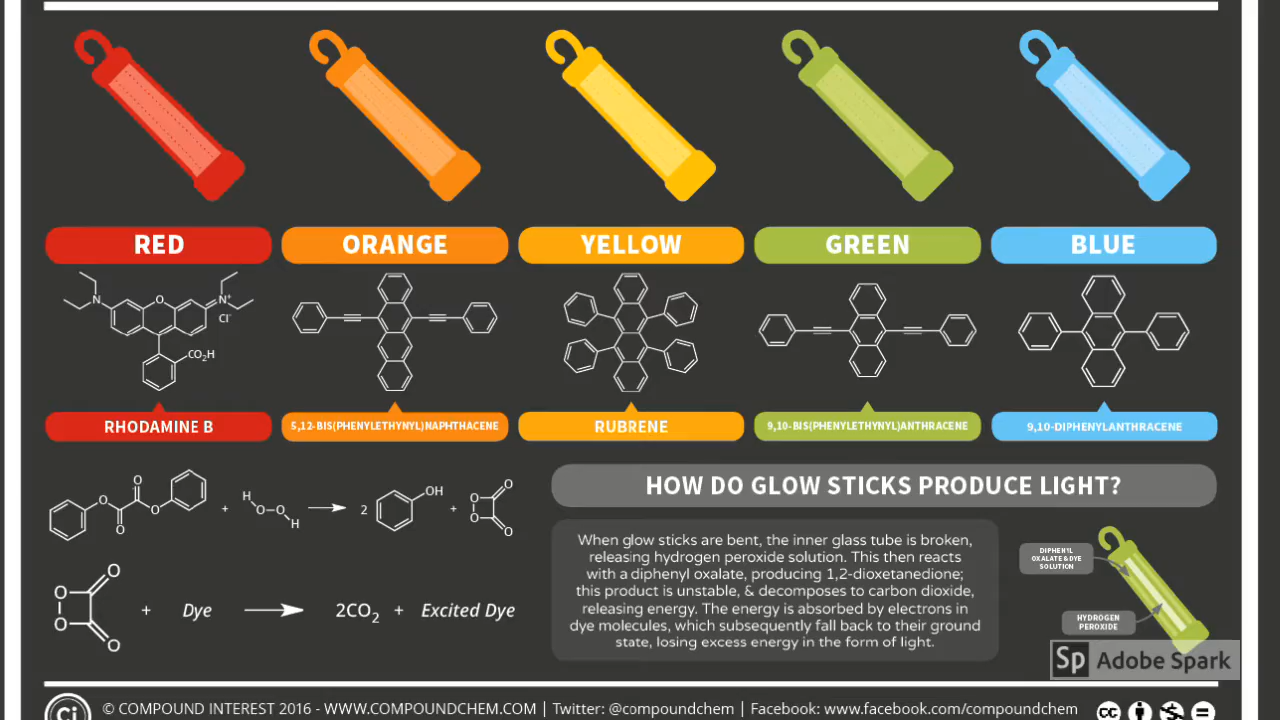 RED
ORANGE
YELLOW
GREEN
BLUE
N
O
N+
Cl-
CO2H
RHODAMINE B
5,12-BIS(PHENYLETHYNYL)NAPHTHACENE
RUBRENE
9,10-BIS(PHENYLETHYNYL)ANTHRACENE
9,10-DIPHENYLANTHRACENE
O O O O + H O O H 2 OH + O O O O
HOW DO GLOW STICKS PRODUCE LIGHT?
When glow sticks are bent, the inner glass tube is broken,
releasing hydrogen peroxide solution. This then reacts
with a diphenyl oxalate, producing 1,2-dioxetanedione;
this product is unstable, & decomposes to carbon dioxide,
releasing energy. The energy is absorbed by electrons in
dye molecules, which subsequently fall back to their ground
state, losing excess energy in the form of light.
DIPHENYL
OXALATE & DYE
SOLUTION
HYDROGEN
PEROXIDE
O O O O + Dye 2CO2 + Excited Dye
Sp Adobe Spark
Ci © COMPOUND INTEREST 2016 - WWW.COMPOUNDCHEM.COM | Twitter: @compoundchem | Facebook: www.facebook.com/compoundchem
cc